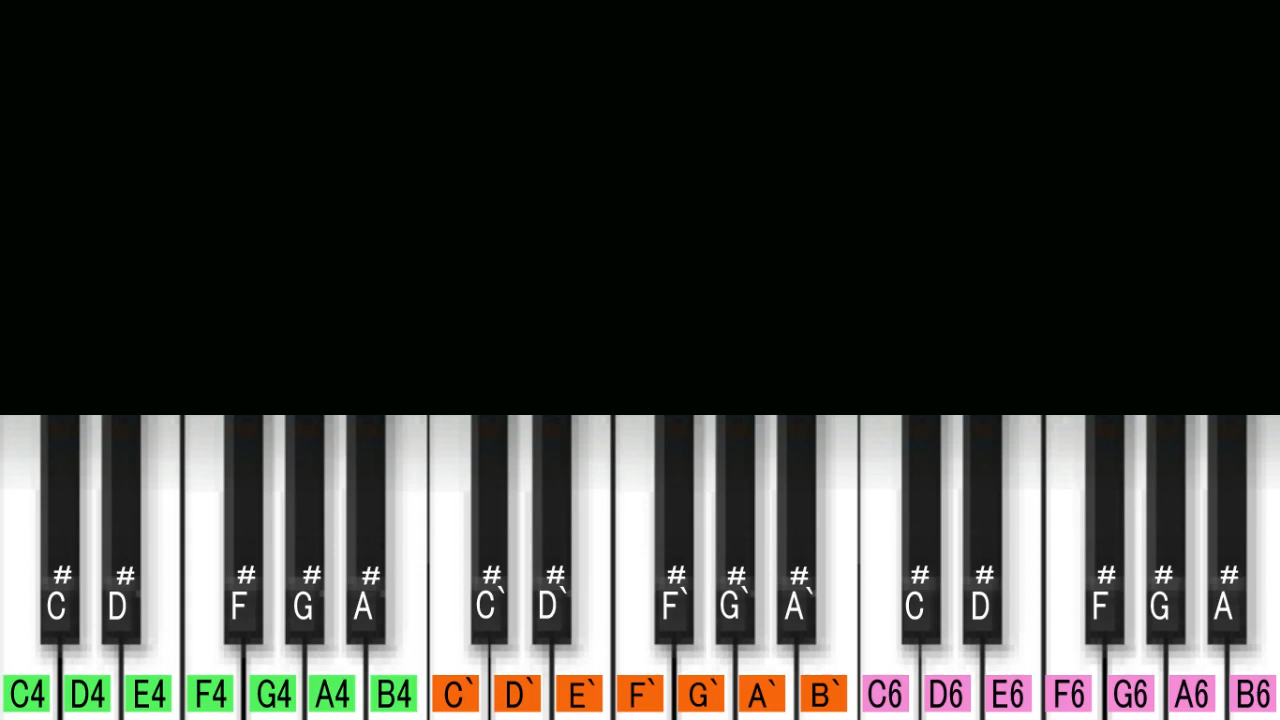 # # # # # # # # # # # # # # #
C D F G A C` D` F` G` A` C D F G A
C4 D4 E4 F4 G4 A4 B4 C` D` E` F` G` A` B` C6 D6 E6 F6 G6 A6 B6